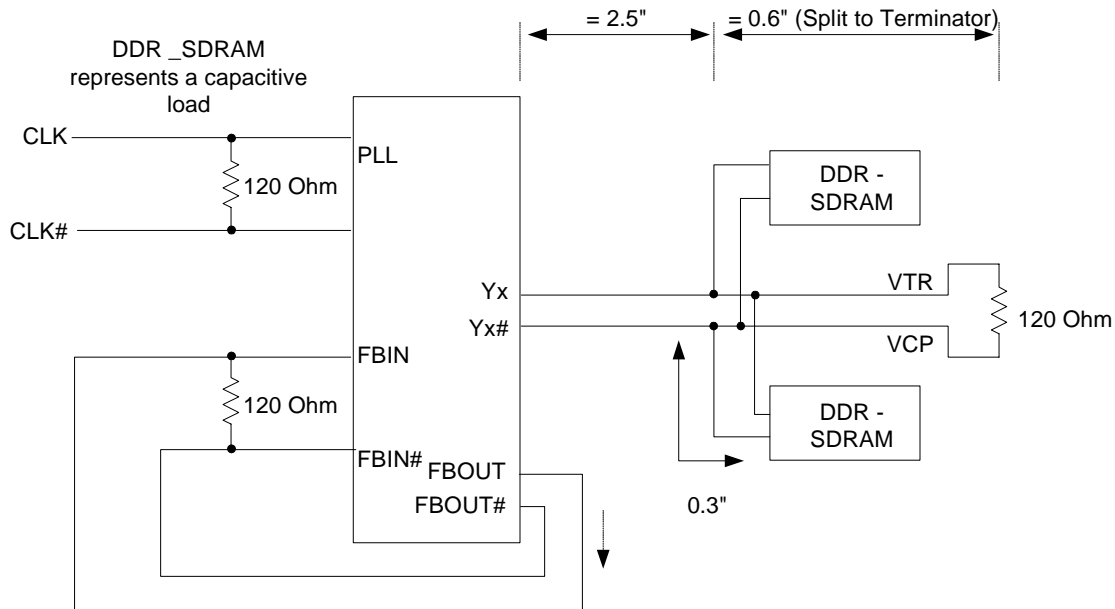 = 2.5"
= 0.6" (Split to Terminator)
DDR _SDRAM
represents a capacitive
load
CLK
PLL
120 Ohm
CLK#
DDR -
SDRAM
Yx
VTR
Yx#
120 Ohm
VCP
FBIN
120 Ohm
DDR -
SDRAM
FBIN#
FBOUT
FBOUT#
0.3"